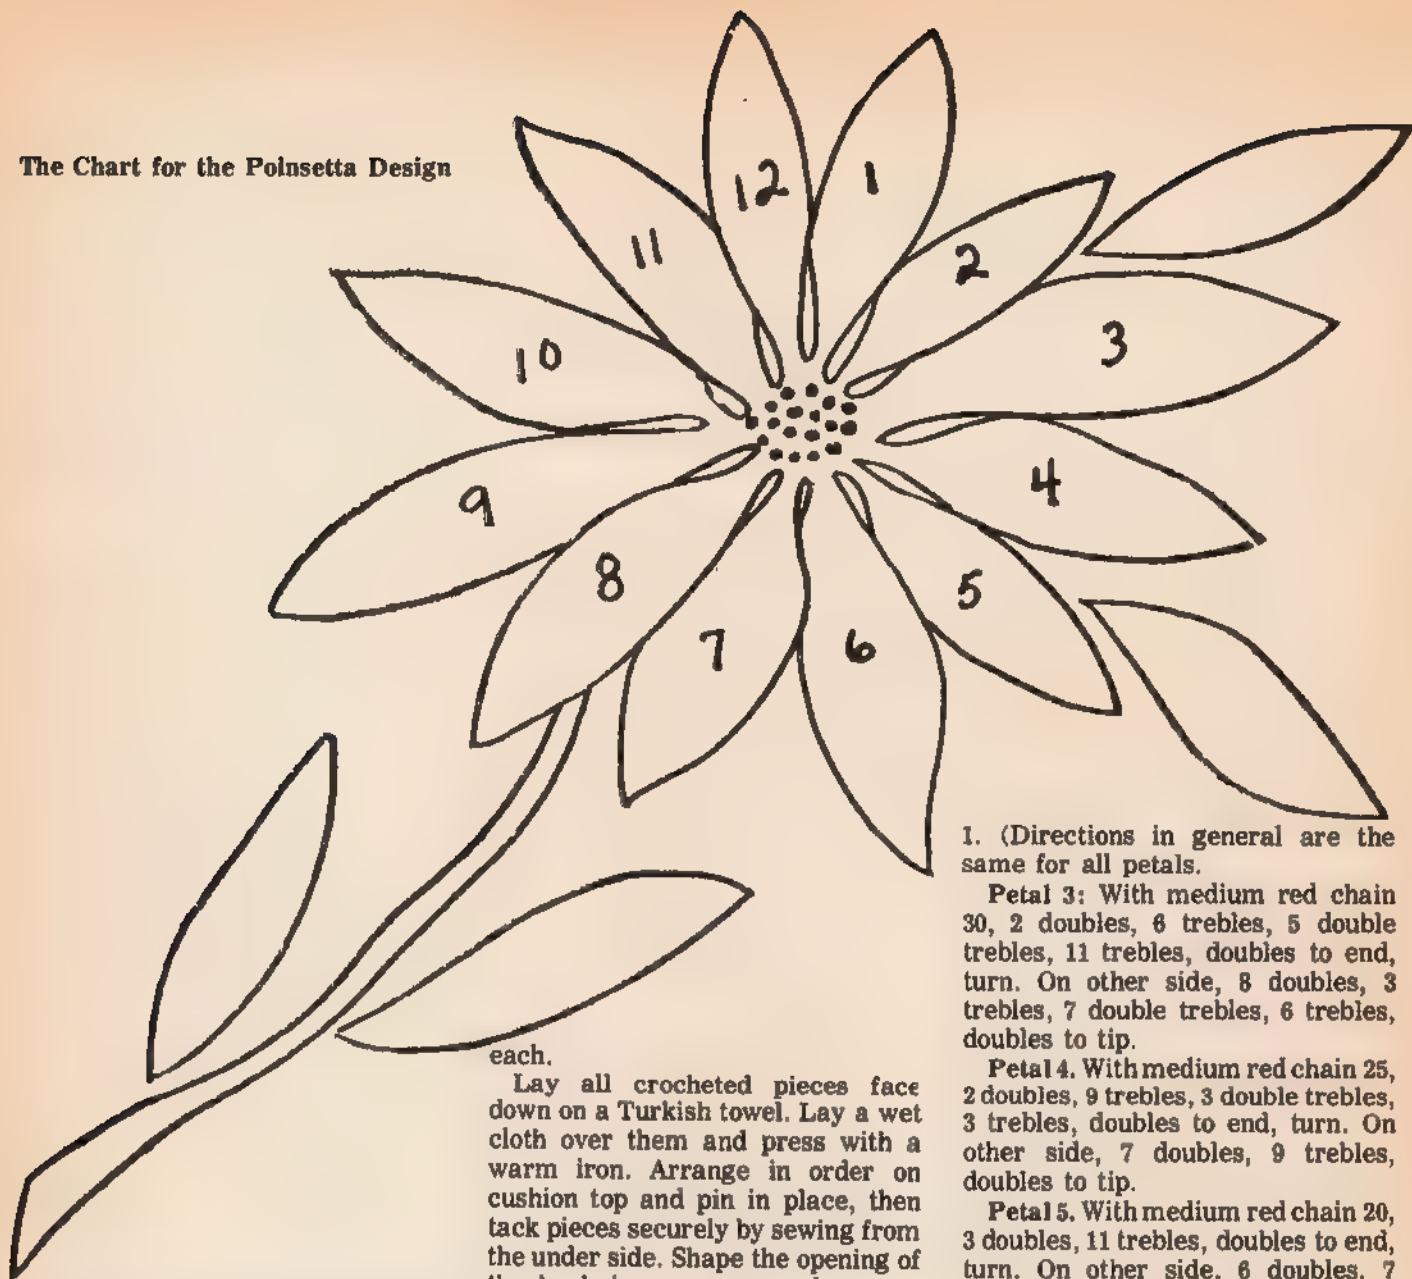 The Chart for the Poinsetta Design
12
1
2
3
4
5
6
7
8
9
10
11
each.
Lay all crocheted pieces face
down on a Turkish towel. Lay a wet
cloth over them and press with a
warm iron. Arrange in order on
cushion top and pin in place, then
tack pieces securely by sewing from
the under side. Shape the opening of
1. (Directions in general are the
same for all petals.
Petal 3: With medium red chain
30, 2 doubles, 6 trebles, 5 double
trebles, 11 trebles, doubles to end,
turn. On other side, 8 doubles, 3
trebles, 7 double trebles, 6 trebles,
doubles to tip.
Petal 4. With medium red chain 25,
2 doubles, 9 trebles, 3 double trebles,
3 trebles, doubles to end, turn. On
other side, 7 doubles, 9 trebles,
doubles to tip.
Petal 5. With medium red chain 20,
3 doubles, 11 trebles, doubles to end,
turn. On other side, 6 doubles, 7